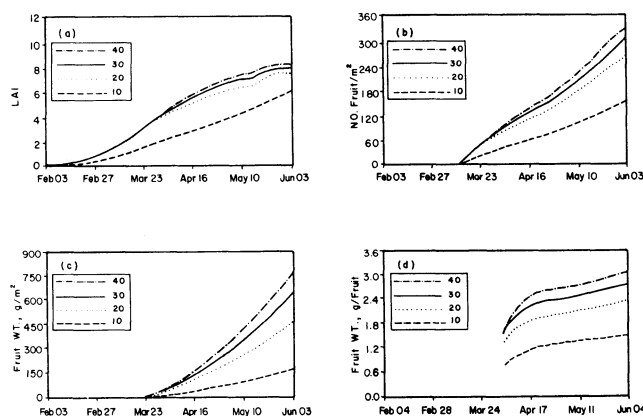 (a)
40
30
20
10
LAI
12
10
8
6
4
2
0
Feb 03
Feb 27
Mar 23
Apr 16
May 10
Jun 03
(b)
40
30
20
10
NO. Fruit/m²
360
300
240
180
120
60
0
Feb 03
Feb 27
Mar 23
Apr 16
May 10
Jun 03
(c)
40
30
20
10
Fruit WT., g/m²
900
750
600
450
300
150
0
Feb 03
Feb 27
Mar 23
Apr 16
May 10
Jun 03
(d)
40
30
20
10
Fruit WT., g/Fruit
3.6
3.0
2.4
1.8
1.2
0.6
0.0
Feb 04
Feb 28
Mar 24
Apr 17
May 11
Jun 04